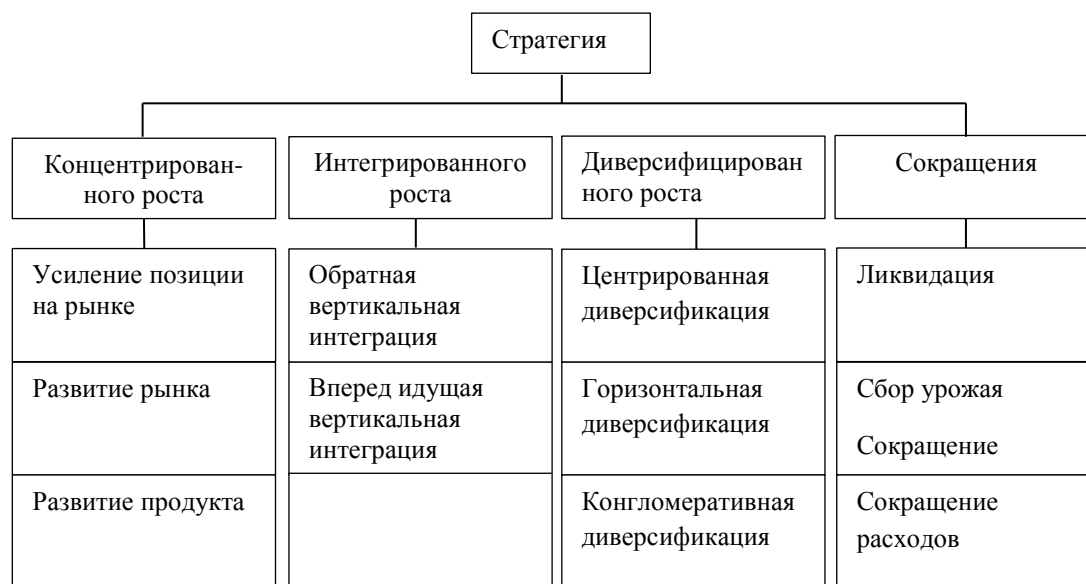 Стратегия
Концентрирован-
ного роста
Интегрированного
роста
Диверсифицирован
ного роста
Сокращения
Усиление позиции
на рынке
Обратная
вертикальная
интеграция
Центрированная
диверсификация
Ликвидация
Развитие рынка
Вперед идущая
вертикальная
интеграция
Горизонтальная
диверсификация
Сбор урожая
Сокращение
Развитие продукта
Конгломеративная
диверсификация
Сокращение
расходов